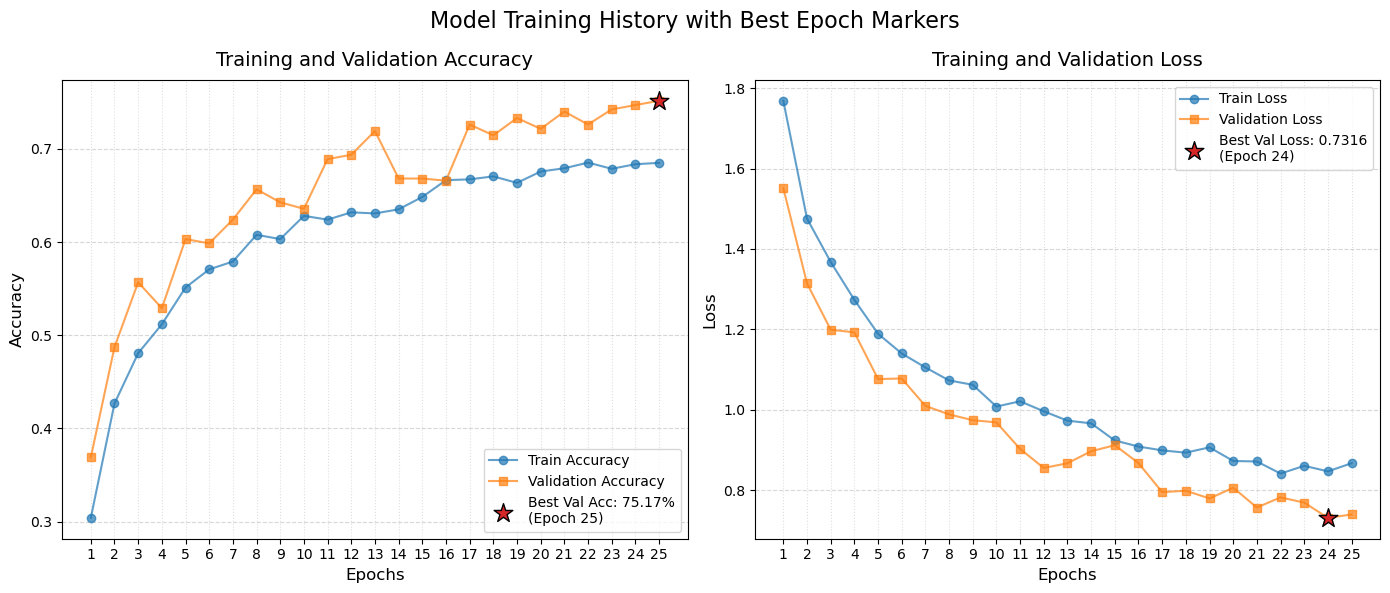 Model Training History with Best Epoch Markers
Training and Validation Accuracy
Accuracy
0.7
0.6
0.5
0.4
0.3
Train Accuracy
Validation Accuracy
Best Val Acc: 75.17%
(Epoch 25)
1 2 3 4 5 6 7 8 9 10 11 12 13 14 15 16 17 18 19 20 21 22 23 24 25
Epochs
Training and Validation Loss
Loss
1.8
1.6
1.4
1.2
1.0
0.8
Train Loss
Validation Loss
Best Val Loss: 0.7316
(Epoch 24)
1 2 3 4 5 6 7 8 9 10 11 12 13 14 15 16 17 18 19 20 21 22 23 24 25
Epochs